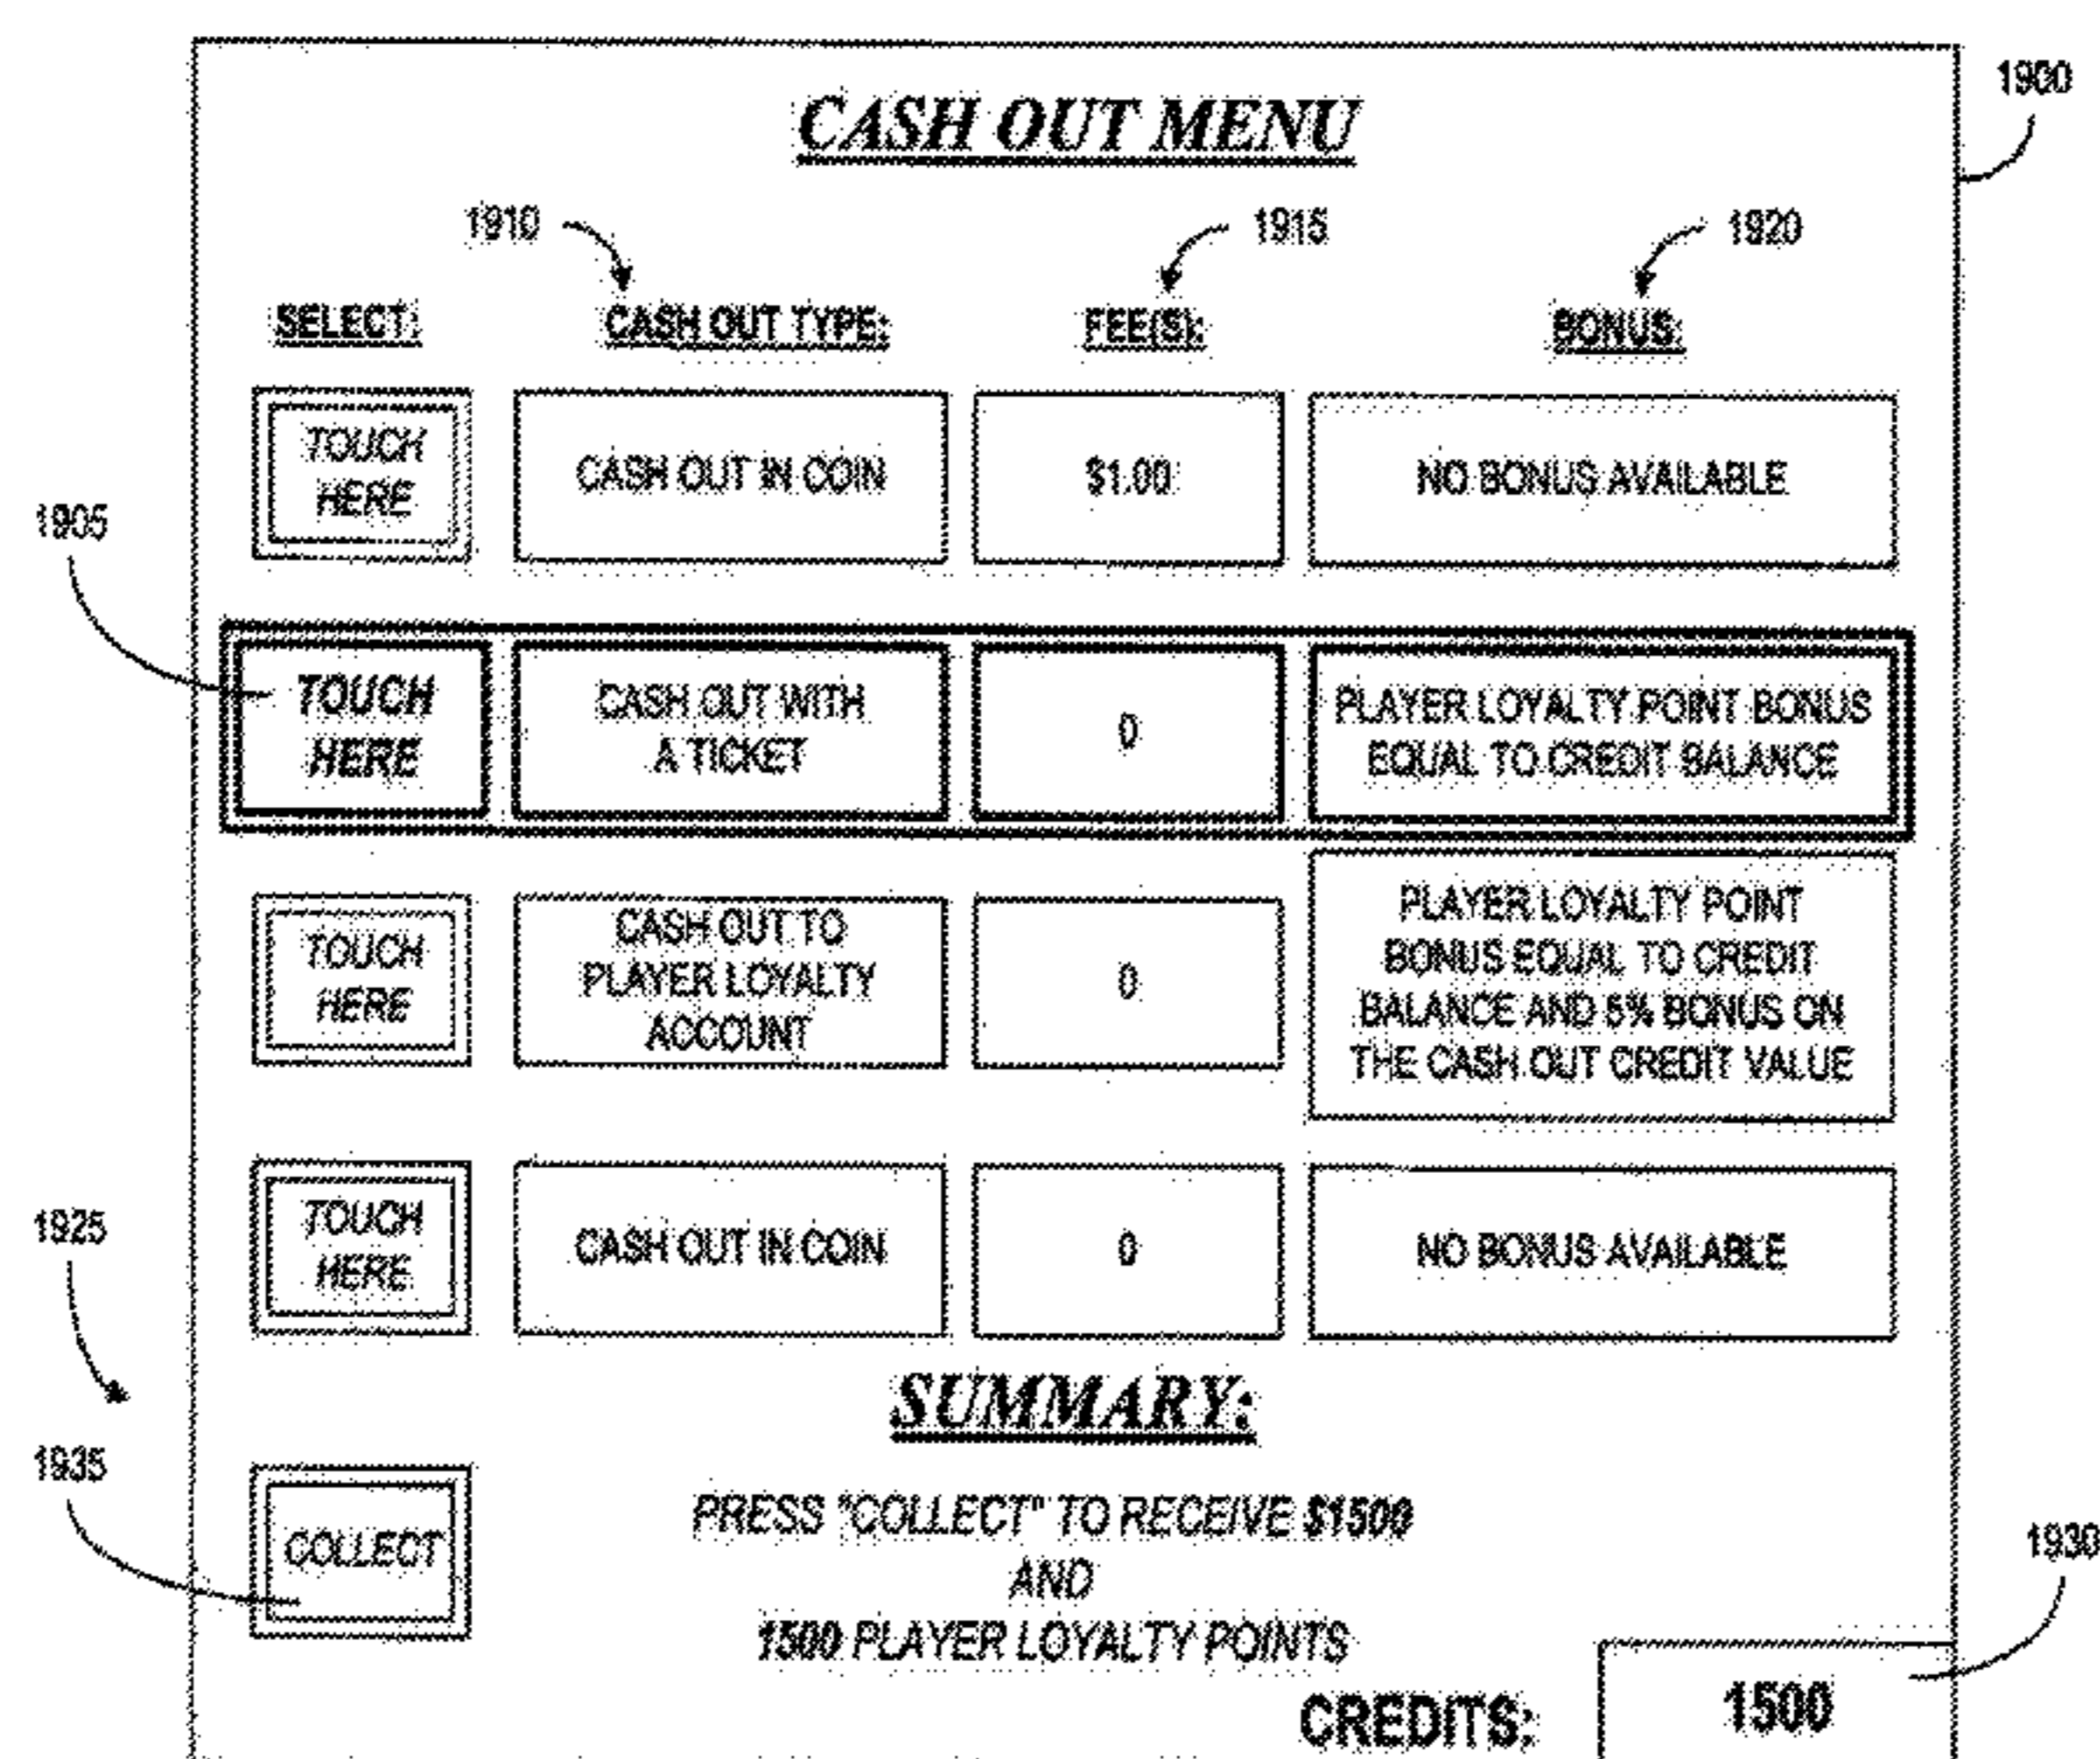 1900
CASH OUT MENU
1910
1915
1920
SELECT:
CASH OUT TYPE:
FEE(S):
BONUS:
TOUCH
HERE
CASH OUT IN COIN
$1.00
NO BONUS AVAILABLE
1905
TOUCH
HERE
CASH OUT WITH
A TICKET
0
PLAYER LOYALTY POINT BONUS
EQUAL TO CREDIT BALANCE
TOUCH
HERE
CASH OUT TO
PLAYER LOYALTY
ACCOUNT
0
PLAYER LOYALTY POINT
BONUS EQUAL TO CREDIT
BALANCE AND 5% BONUS ON
THE CASH OUT CREDIT VALUE
1925
TOUCH
HERE
CASH OUT IN COIN
0
NO BONUS AVAILABLE
SUMMARY:
1935
COLLECT
PRESS "COLLECT" TO RECEIVE $1500
AND
1500 PLAYER LOYALTY POINTS
1930
CREDITS:
1500